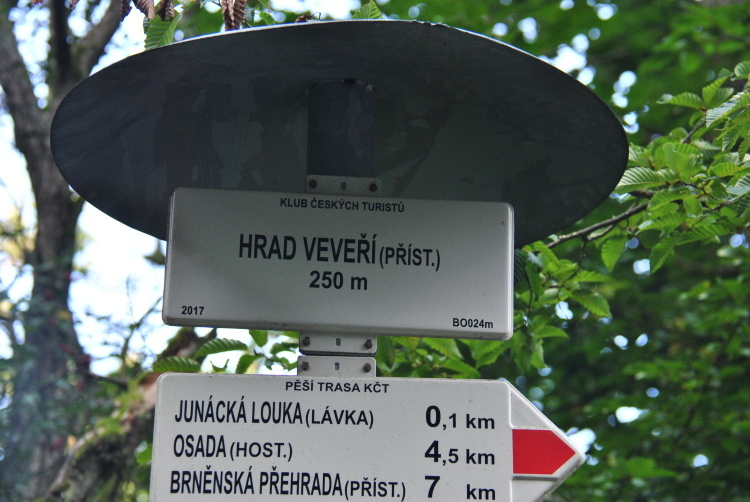 KLUB ČESKÝCH TURISTŮ
HRAD VEVEŘÍ (PŘÍST.)
250 m
2017 BO024m
PĚŠÍ TRASA KČT
JUNÁCKÁ LOUKA (LÁVKA) 0,1 km
OSADA (HOST.) 4,5 km
BRNĚNSKÁ PŘEHRADA (PŘÍST.) 7 km